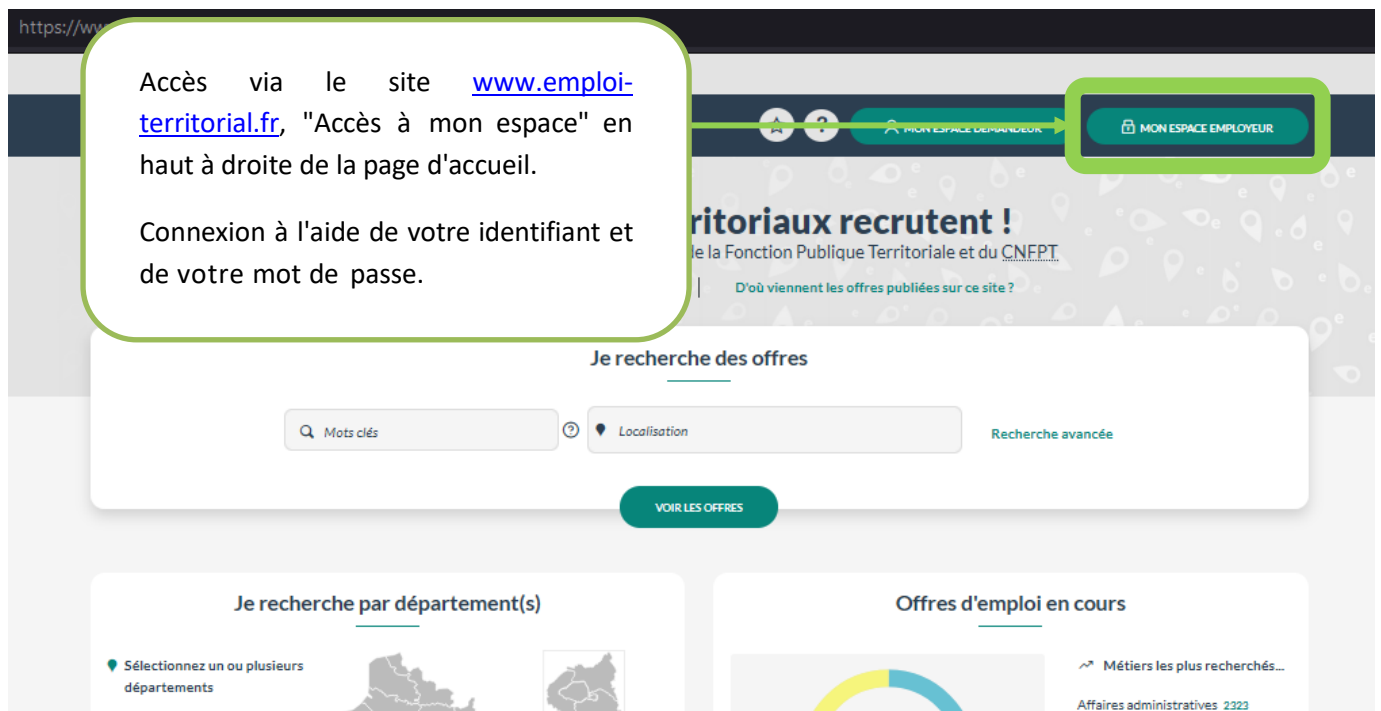 https://ww
Accès via le site www.emploi-
territorial.fr, "Accès à mon espace" en
haut à droite de la page d'accueil.
Connexion à l'aide de votre identifiant et
de votre mot de passe.
? MON ESPACE DEMANDEUR MON ESPACE EMPLOYEUR
ritoriaux recrutent !
de la Fonction Publique Territoriale et du CNFPT
| D'où viennent les offres publiées sur ce site ?
Je recherche des offres
Mots clés ? Localisation Recherche avancée
VOIR LES OFFRES
Je recherche par département(s)
Sélectionnez un ou plusieurs
départements
Offres d'emploi en cours
Métiers les plus recherchés...
Affaires administratives 2323